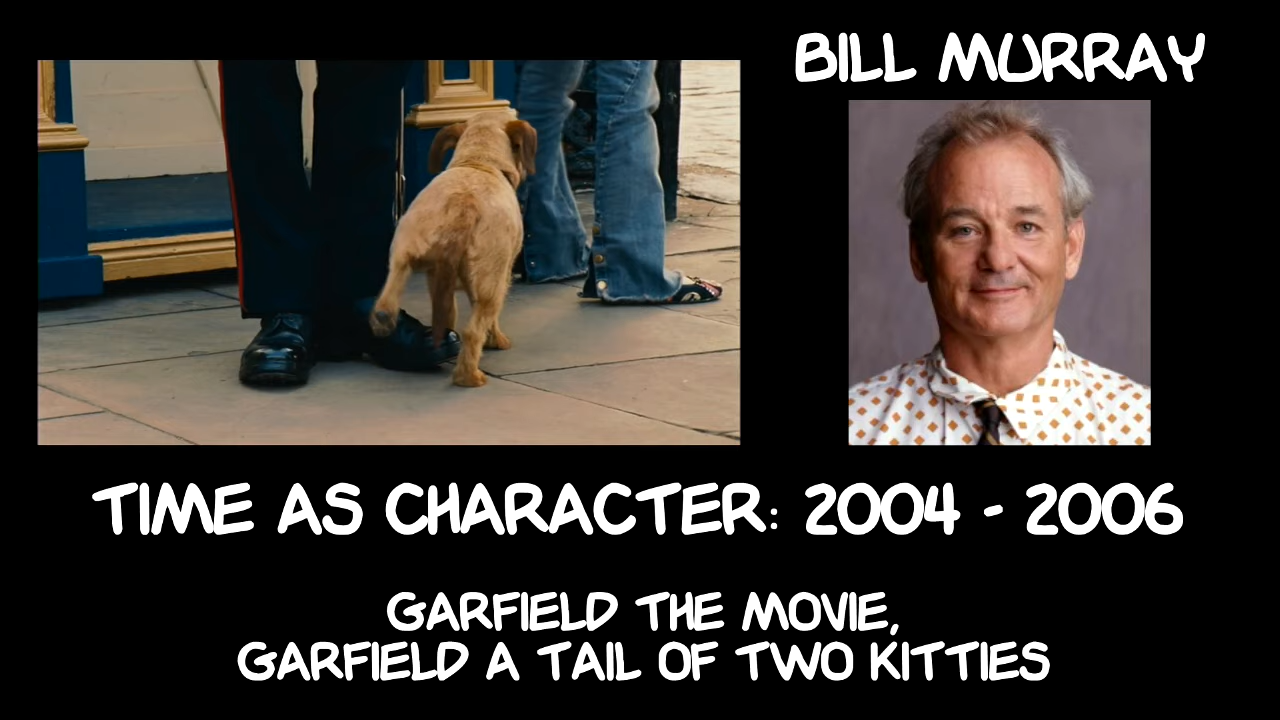 BILL MURRAY
TIME AS CHARACTER: 2004 - 2006
GARFIELD THE MOVIE,
GARFIELD A TAIL OF TWO KITTIES